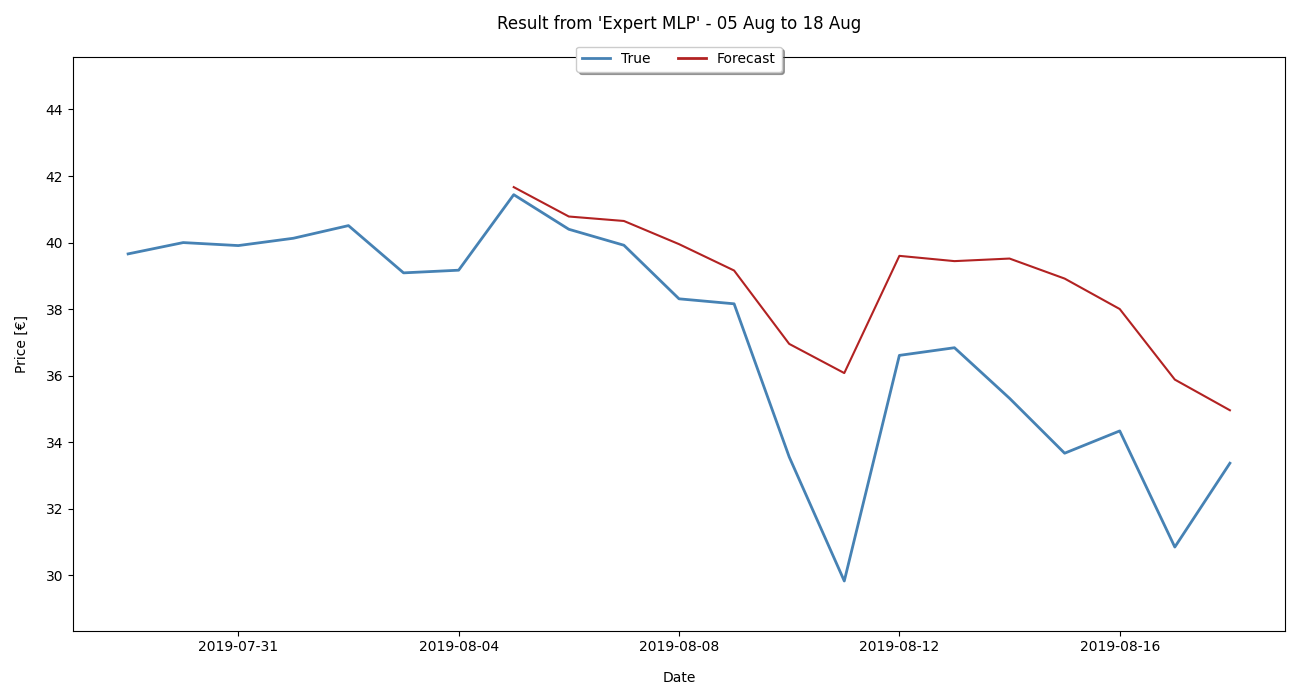 Result from 'Expert MLP' - 05 Aug to 18 Aug
True Forecast
44
42
40
38
36
34
32
30
Price [€]
2019-07-31 2019-08-04 2019-08-08 2019-08-12 2019-08-16
Date